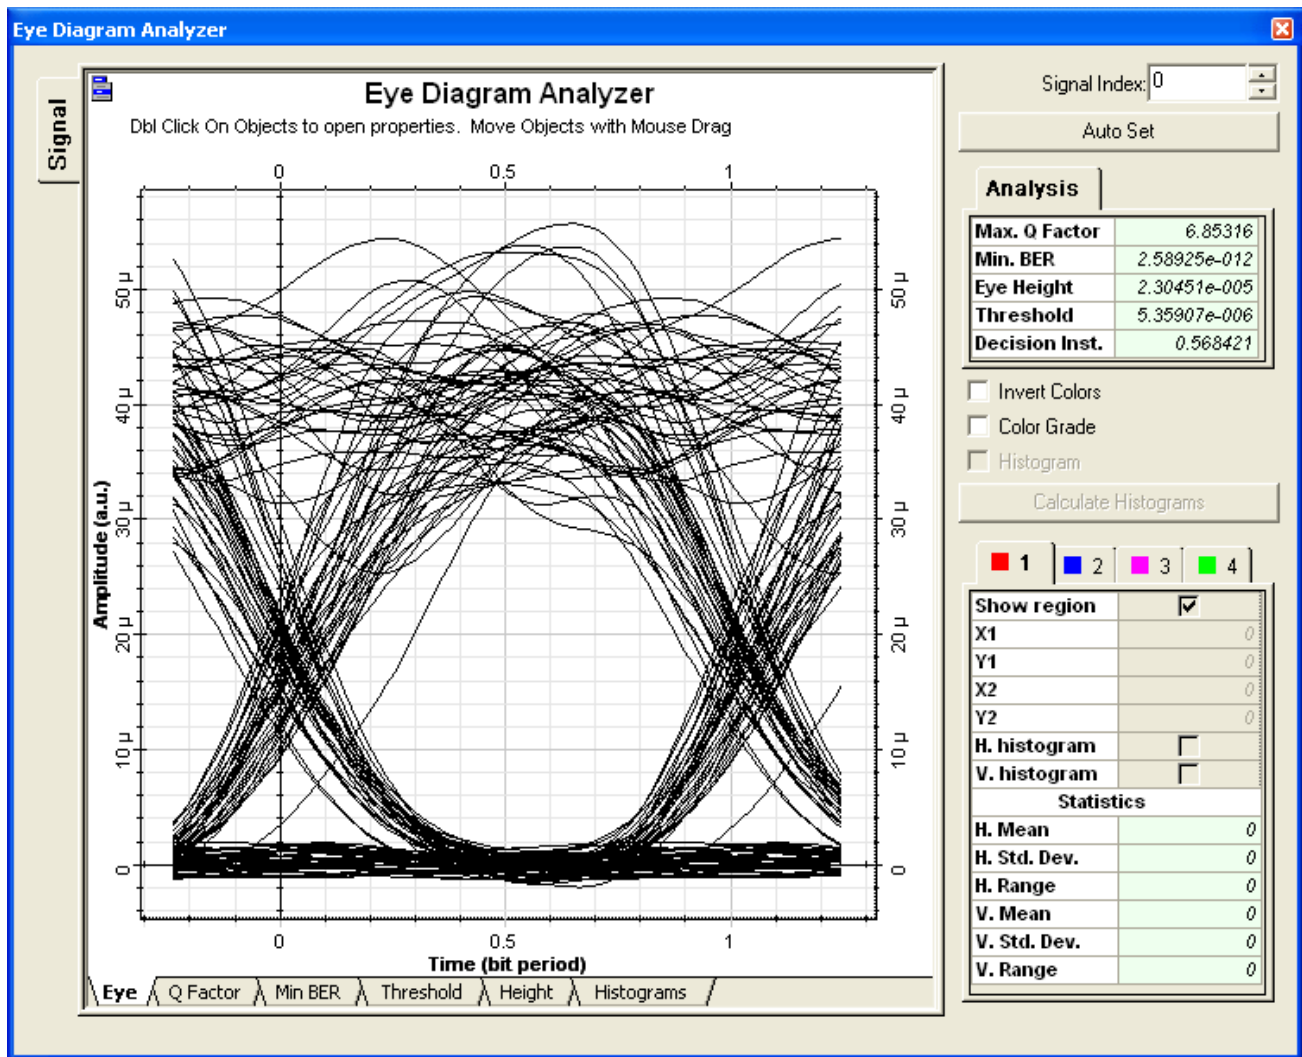 Eye Diagram Analyzer
Signal
Eye Diagram Analyzer
Dbl Click On Objects to open properties. Move Objects with Mouse Drag
0 0.5 1
50 µ 50 µ
40 µ 40 µ
30 µ 30 µ
20 µ 20 µ
10 µ 10 µ
0 0
Amplitude (a.u.)
0 0.5 1
Time (bit period)
Eye Q Factor Min BER Threshold Height Histograms
Signal Index: 0
Auto Set
Analysis
Max. Q Factor 6.85316
Min. BER 2.58925e-012
Eye Height 2.30451e-005
Threshold 5.35907e-006
Decision Inst. 0.568421
Invert Colors
Color Grade
Histogram
Calculate Histograms
1 2 3 4
Show region
X1 0
Y1 0
X2 0
Y2 0
H. histogram
V. histogram
Statistics
H. Mean 0
H. Std. Dev. 0
H. Range 0
V. Mean 0
V. Std. Dev. 0
V. Range 0